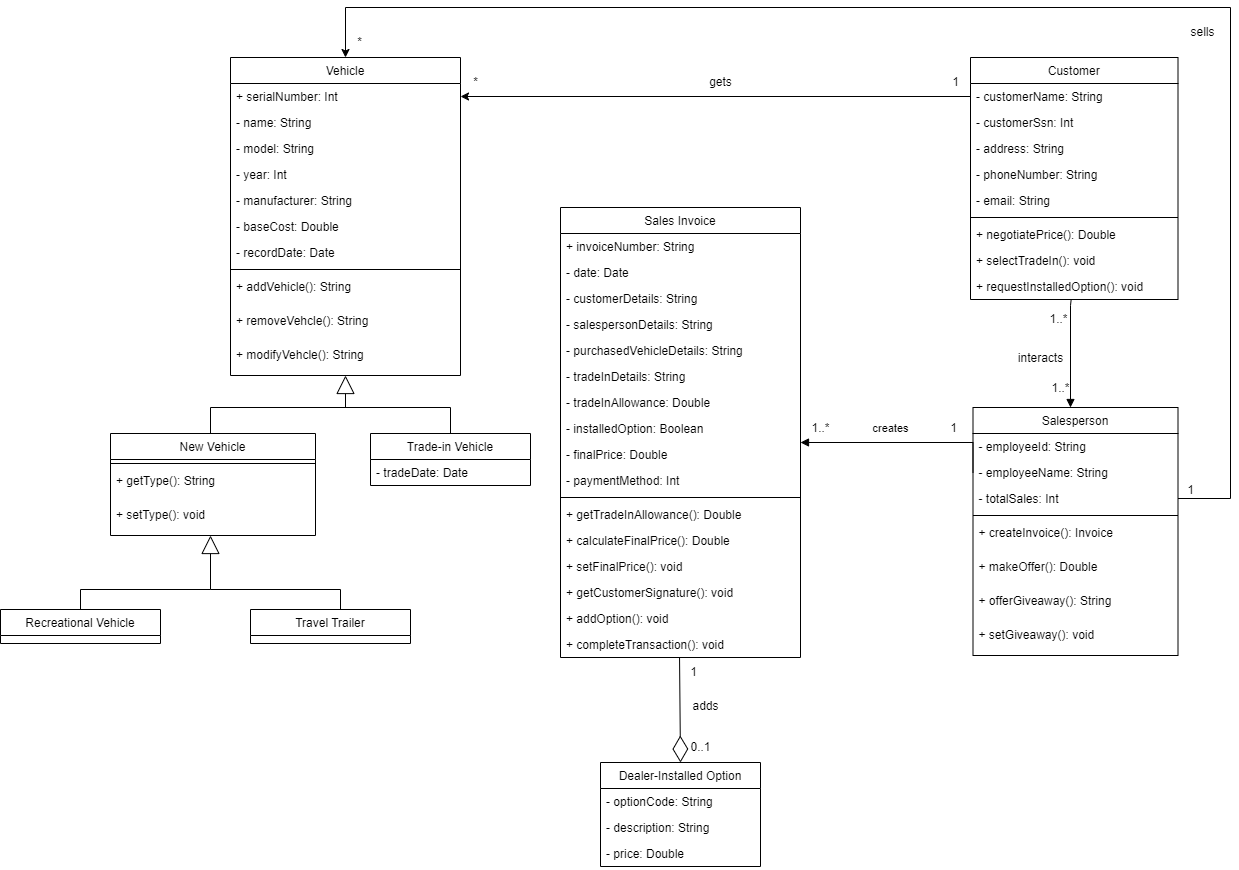 sells
*
Vehicle
+ serialNumber: Int
- name: String
- model: String
- year: Int
- manufacturer: String
- baseCost: Double
- recordDate: Date
+ addVehicle(): String
+ removeVehcle(): String
+ modifyVehcle(): String
*
gets
1
Customer
- customerName: String
- customerSsn: Int
- address: String
- phoneNumber: String
- email: String
+ negotiatePrice(): Double
+ selectTradeIn(): void
+ requestInstalledOption(): void
Sales Invoice
+ invoiceNumber: String
- date: Date
- customerDetails: String
- salespersonDetails: String
- purchasedVehicleDetails: String
- tradeInDetails: String
- tradeInAllowance: Double
- installedOption: Boolean
- finalPrice: Double
- paymentMethod: Int
+ getTradeInAllowance(): Double
+ calculateFinalPrice(): Double
+ setFinalPrice(): void
+ getCustomerSignature(): void
+ addOption(): void
+ completeTransaction(): void
1..*
interacts
1..*
1..*
creates
1
Salesperson
- employeeId: String
- employeeName: String
- totalSales: Int
+ createInvoice(): Invoice
+ makeOffer(): Double
+ offerGiveaway(): String
+ setGiveaway(): void
1
New Vehicle
+ getType(): String
+ setType(): void
Trade-in Vehicle
- tradeDate: Date
Recreational Vehicle
Travel Trailer
1
adds
0..1
Dealer-Installed Option
- optionCode: String
- description: String
- price: Double